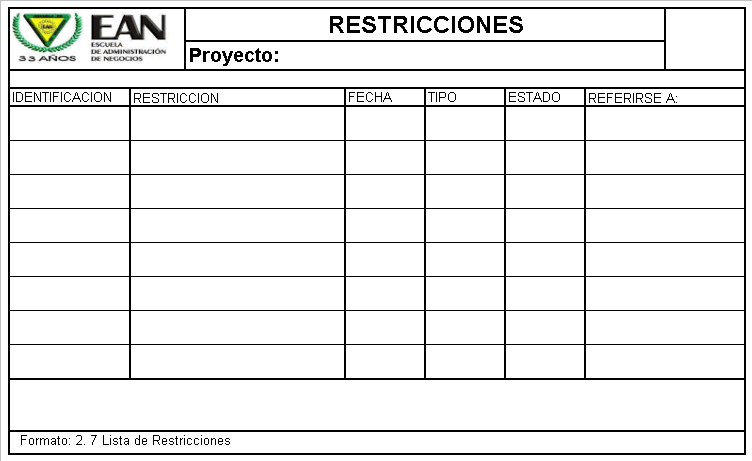 EAN
ESCUELA
DE ADMINISTRACIÓN
DE NEGOCIOS
33 AÑOS
RESTRICCIONES
Proyecto:
IDENTIFICACION RESTRICCION FECHA TIPO ESTADO REFERIRSE A:
Formato: 2. 7 Lista de Restricciones